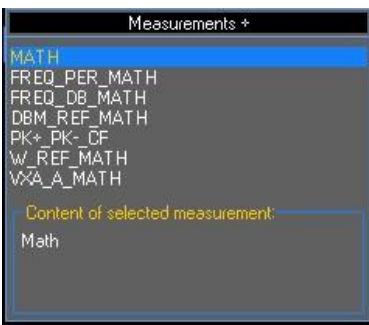 Measurements +
MATH
FREQ_PER_MATH
FREQ_DB_MATH
DBM_REF_MATH
PK+_PK-_CF
W_REF_MATH
VXA_A_MATH
Content of selected measurement:
Math